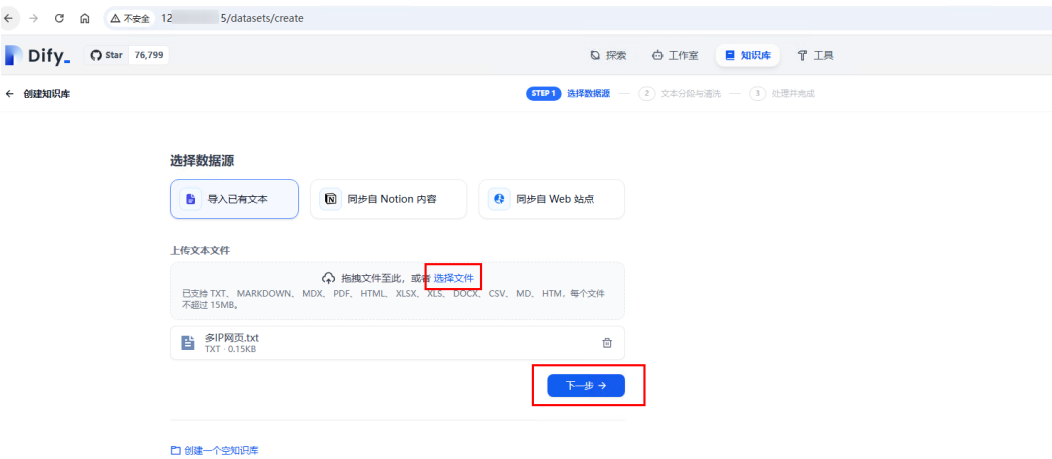 不安全 12 5/datasets/create
Dify_ Star 76,799 探索 工作室 知识库 工具
创建知识库 STEP 1 选择数据源 2 文本分段与清洗 3 处理并完成
选择数据源
导入已有文本 同步自 Notion 内容 同步自 Web 站点
上传文本文件
拖拽文件至此，或者 选择文件
已支持 TXT、 MARKDOWN、 MDX、 PDF、 HTML、 XLSX、 XLS、 DOCX、 CSV、 MD、 HTM，每个文件
不超过 15MB。
多IP网页.txt
TXT · 0.15KB
下一步 →
创建一个空知识库